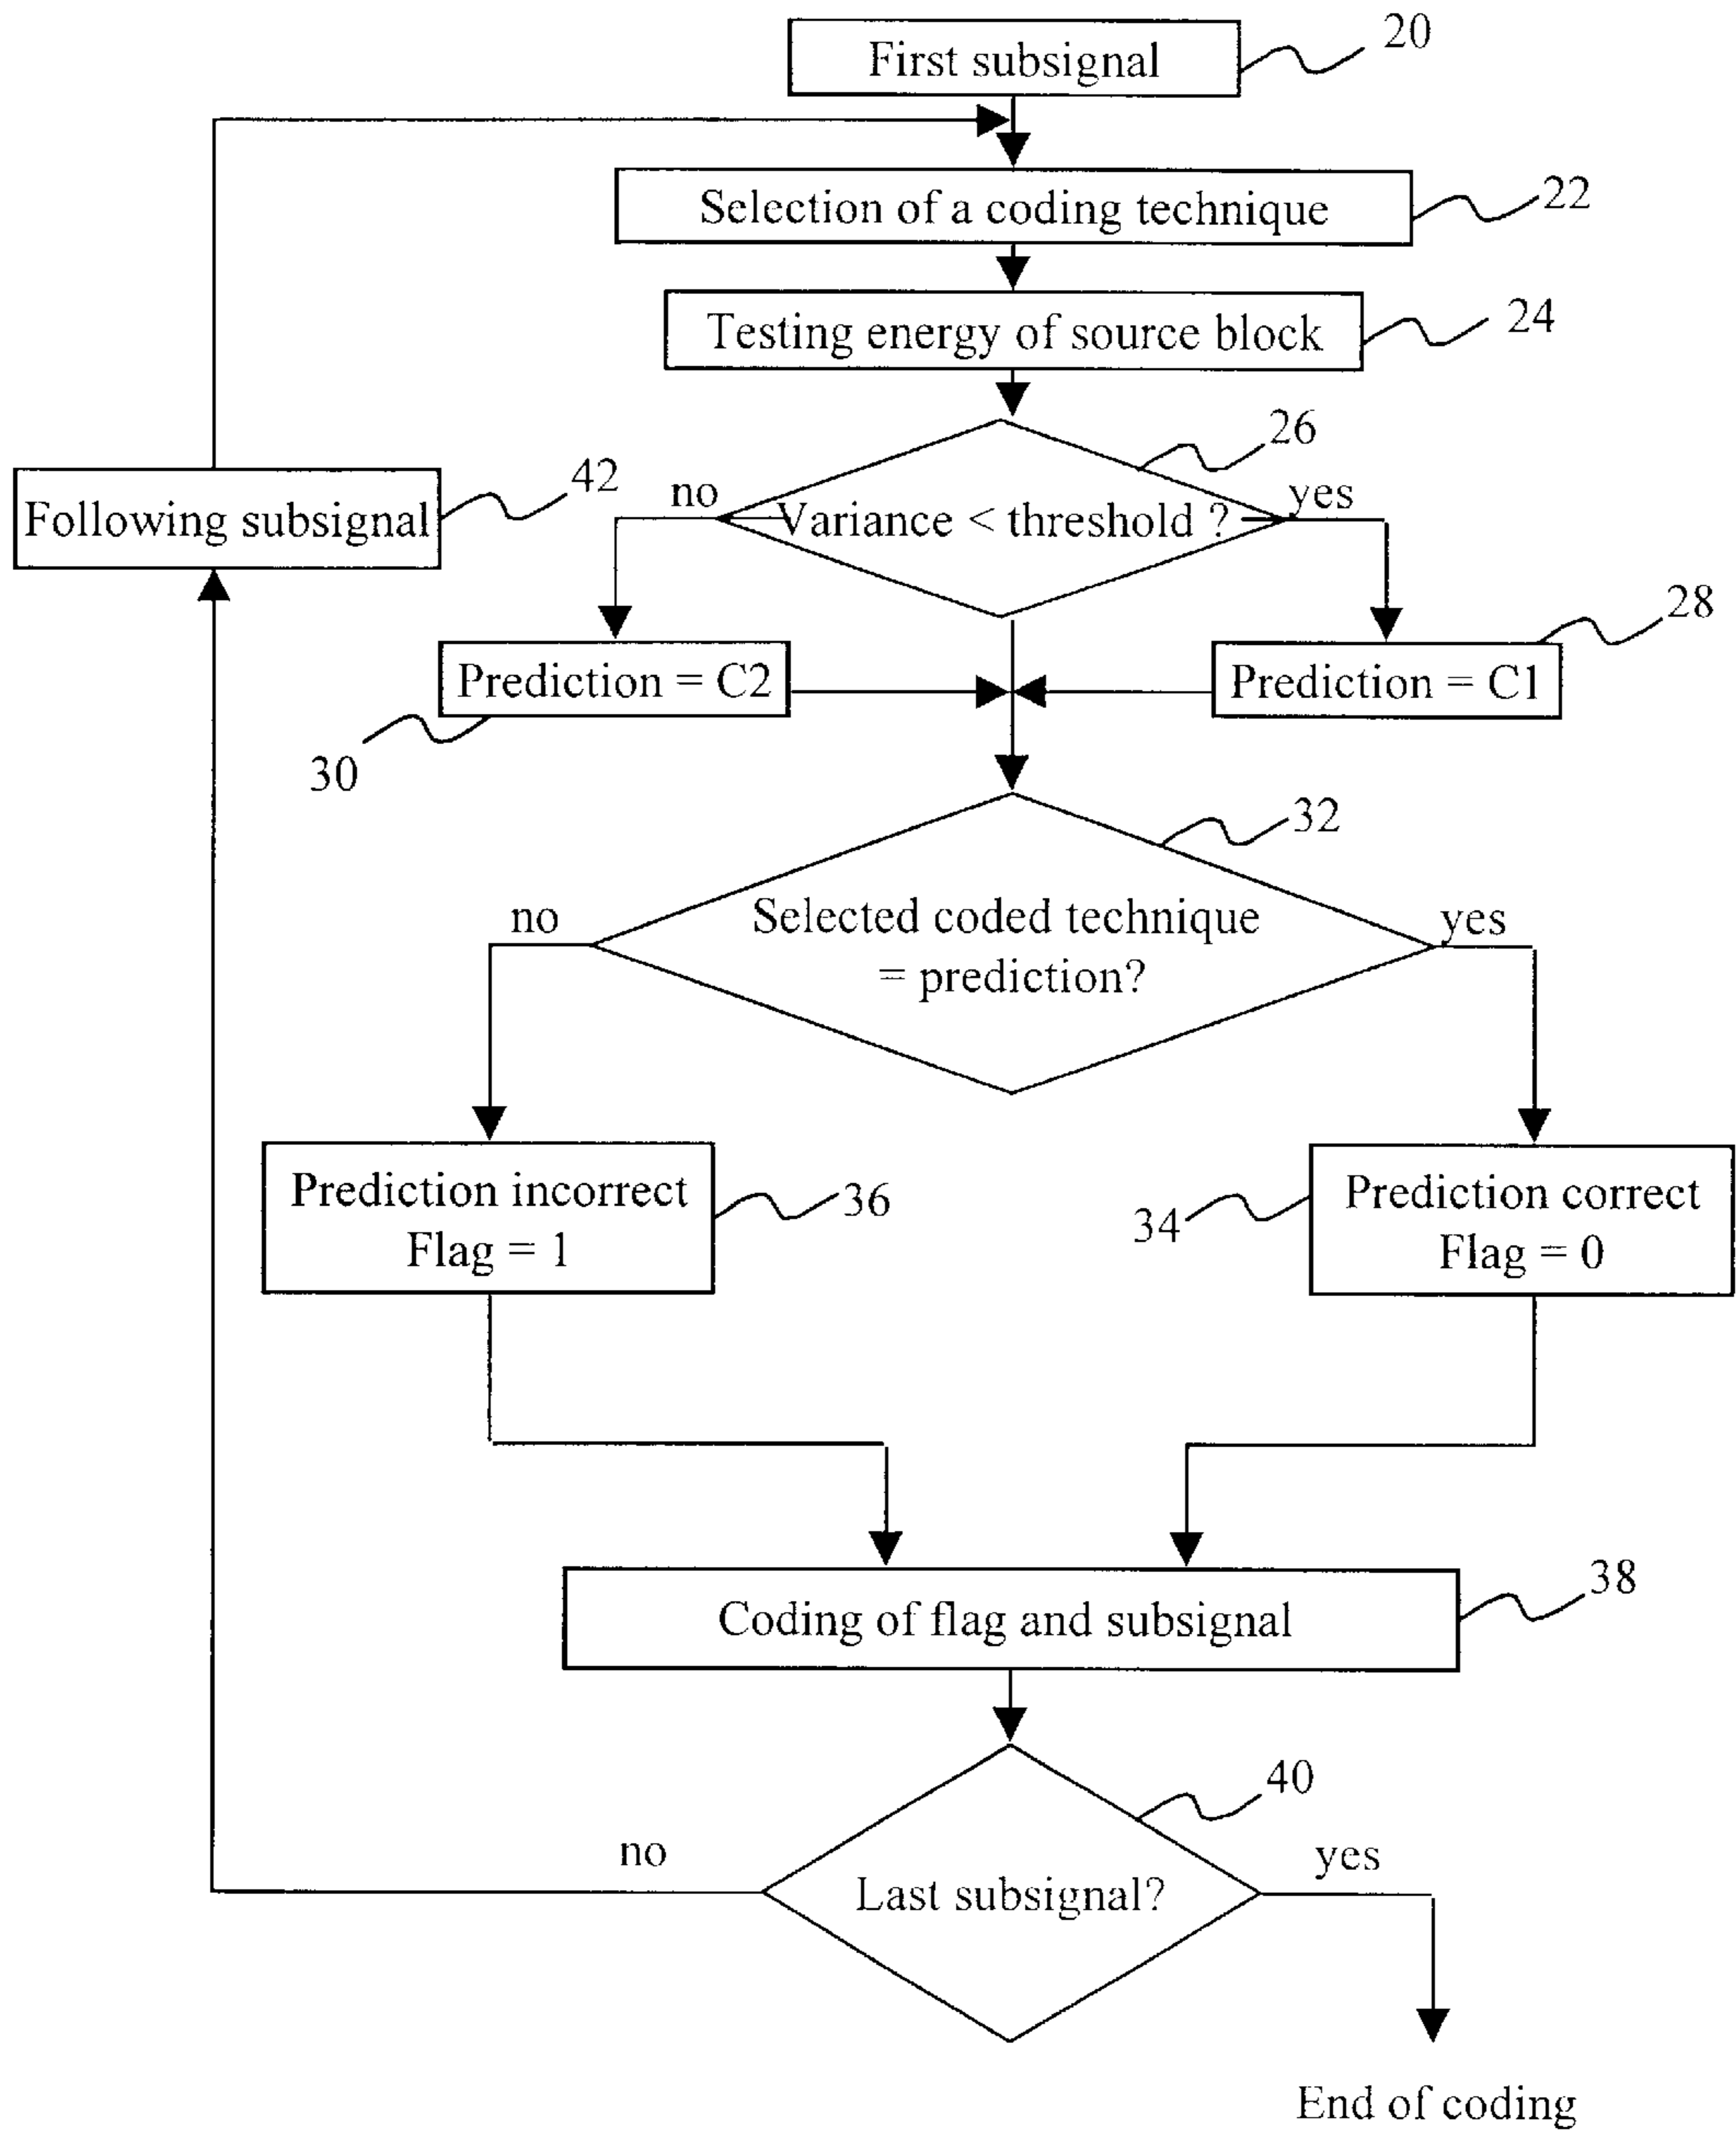 First subsignal
20
Selection of a coding technique
22
Testing energy of source block
24
26
no
Variance < threshold ?
yes
Following subsignal
42
28
Prediction = C2
Prediction = C1
30
32
no
Selected coded technique
= prediction?
yes
Prediction incorrect
Flag = 1
36
34
Prediction correct
Flag = 0
Coding of flag and subsignal
38
40
no
Last subsignal?
yes
End of coding